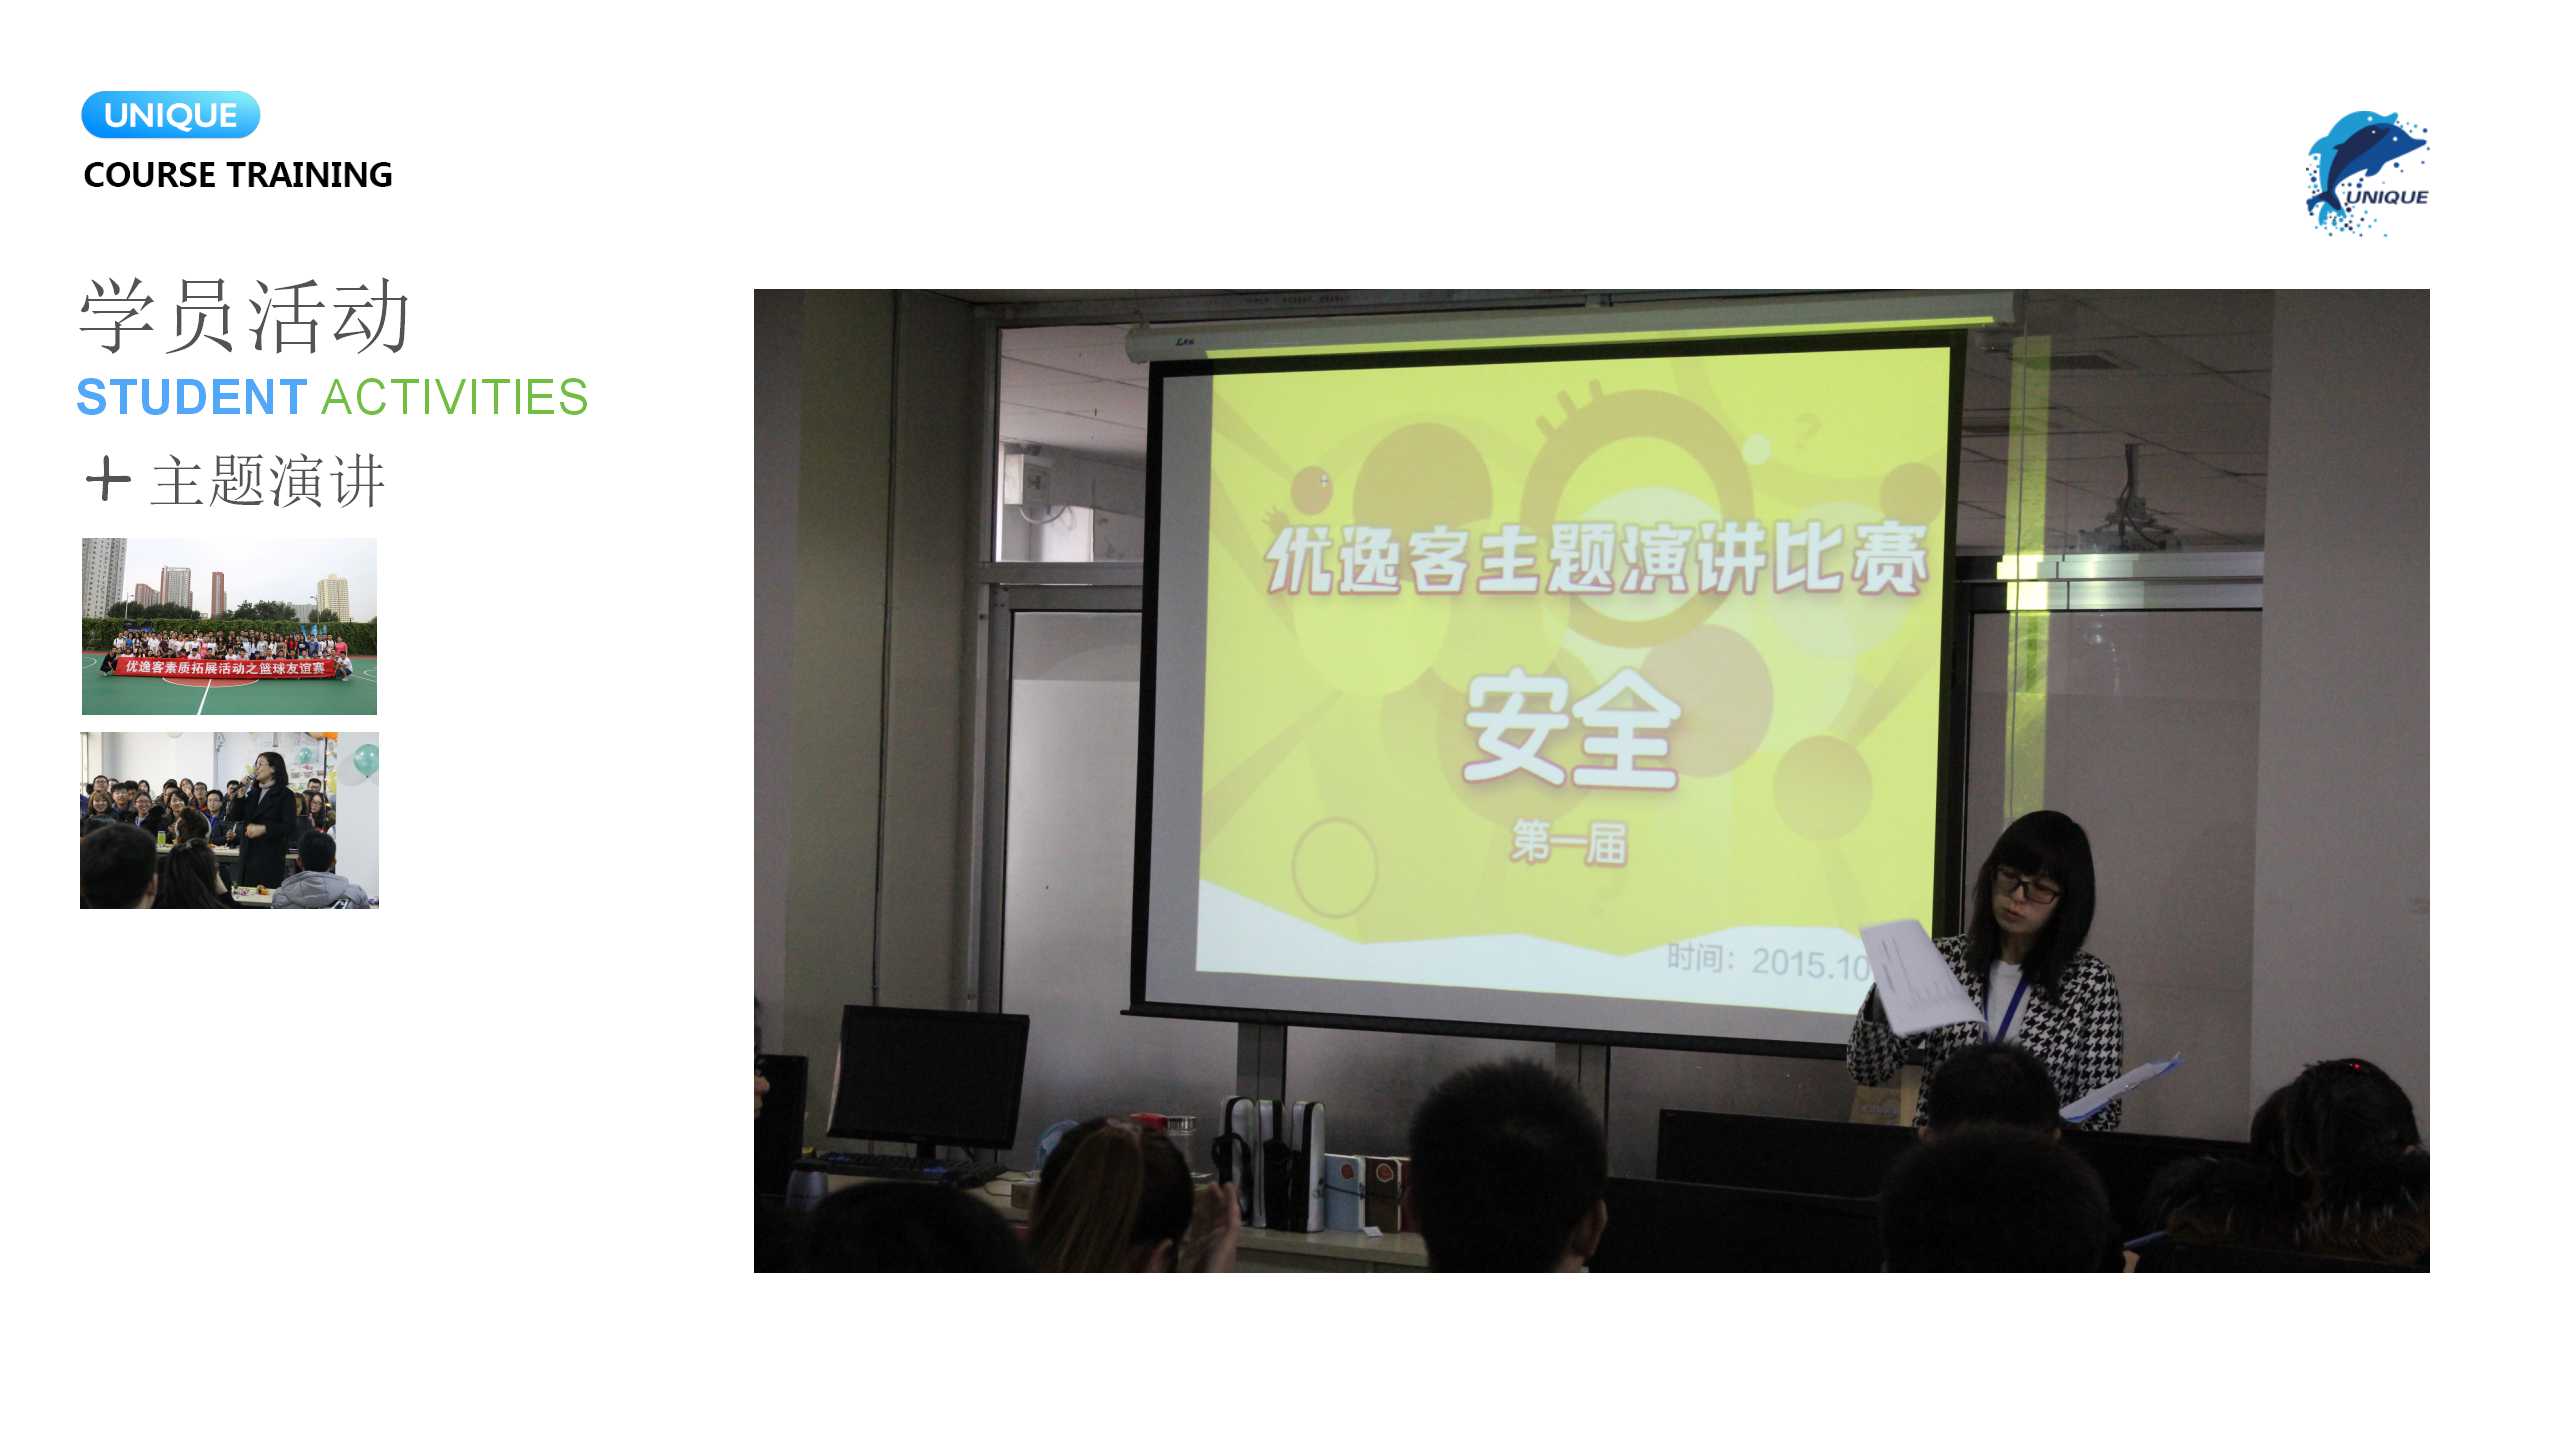 UNIQUE
COURSE TRAINING
UNIQUE
学员活动
STUDENT ACTIVITIES
+ 主题演讲
优逸客素质拓展活动之篮球友谊赛
优逸客主题演讲比赛
安全
第一届
时间：2015.10